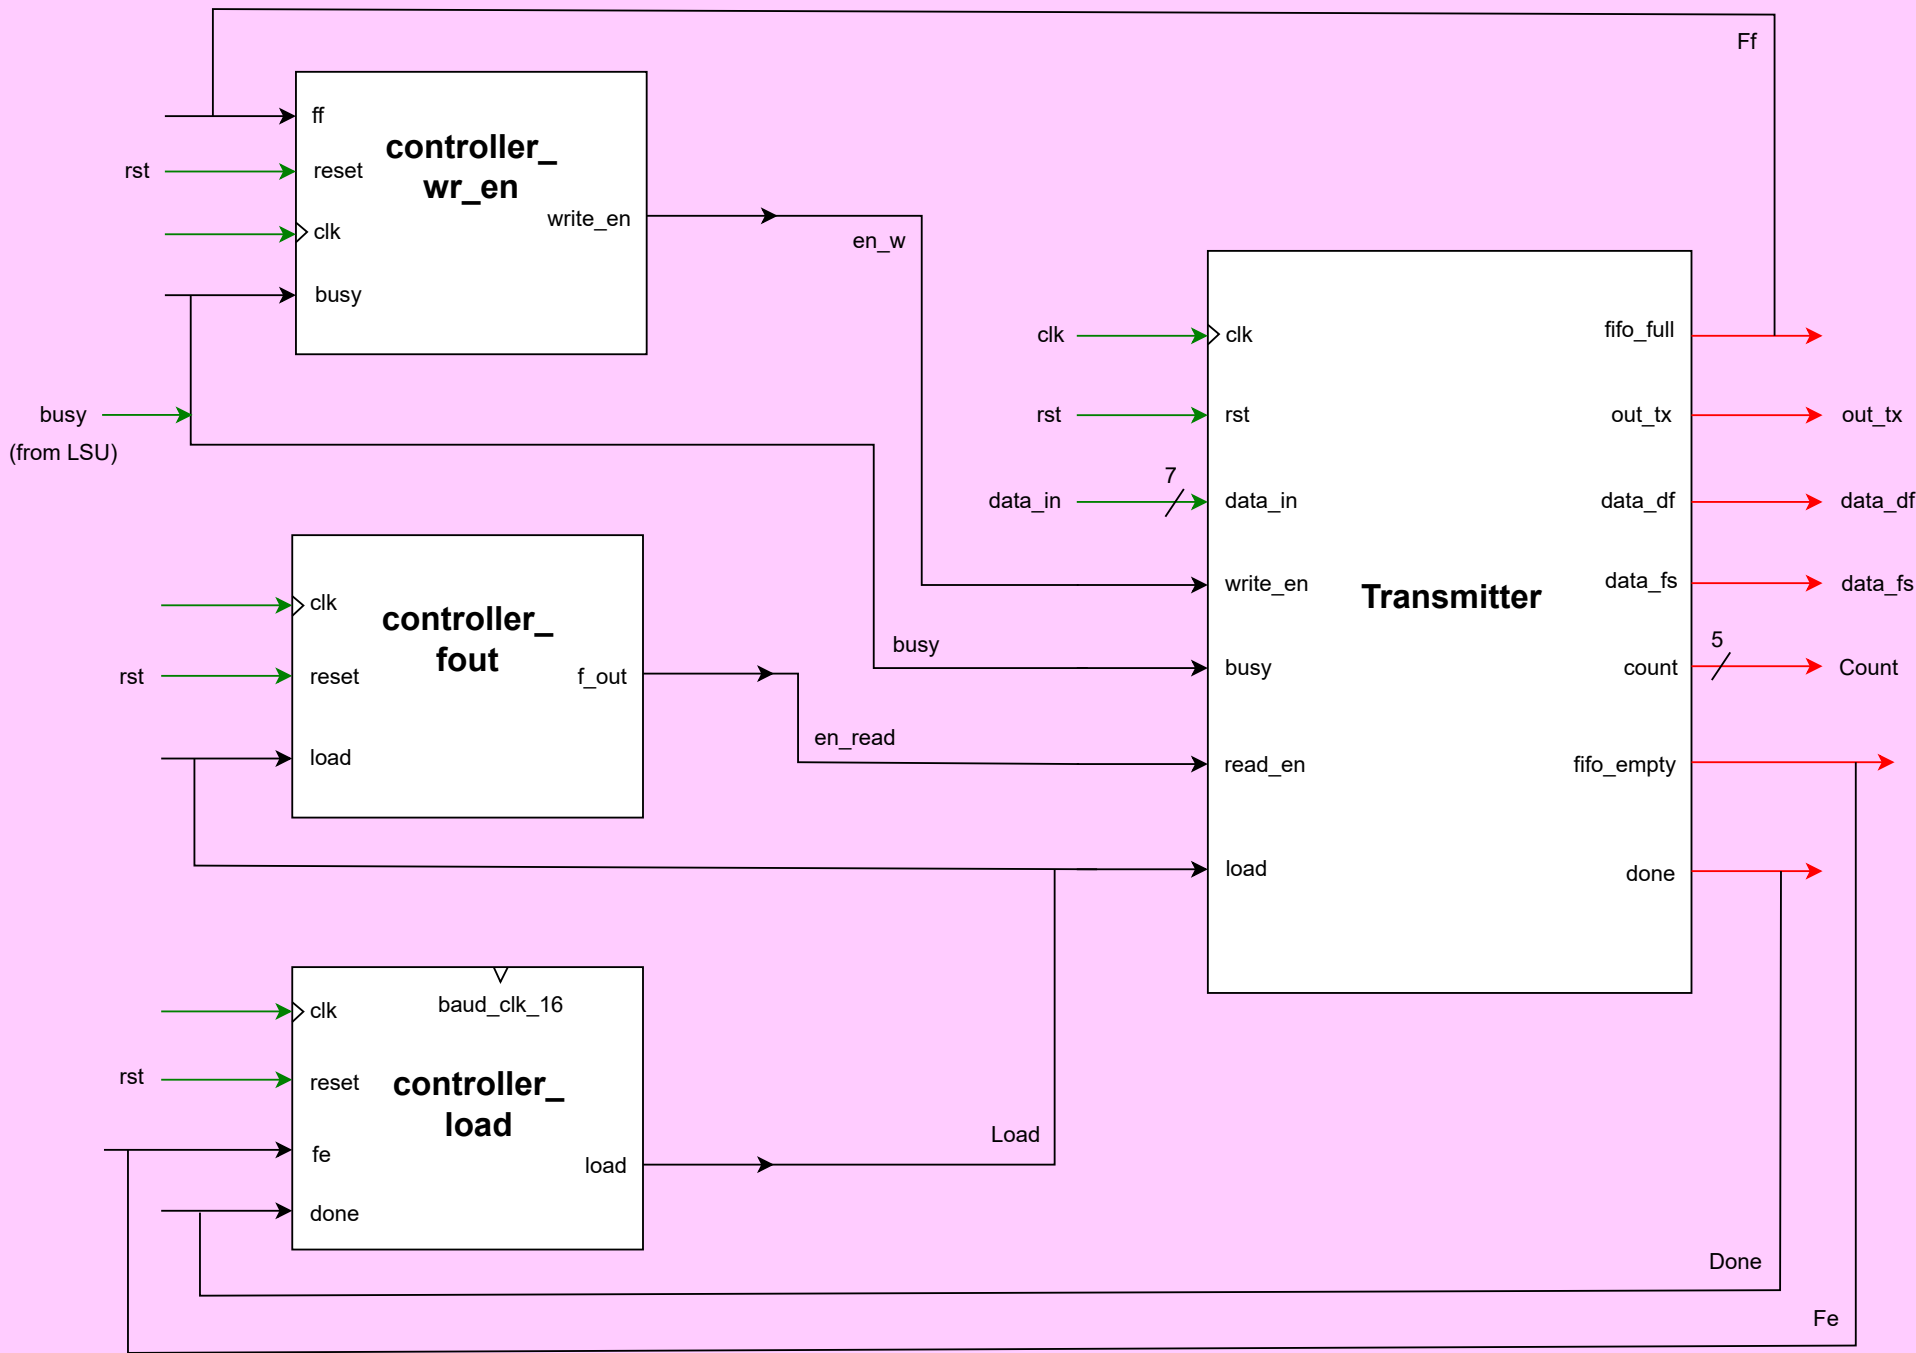 Ff
ff
controller_
wr_en
rst
reset
clk
write_en
en_w
busy
busy
(from LSU)
clk
clk
fifo_full
rst
rst
out_tx
out_tx
7
data_in
data_in
data_df
data_df
write_en
Transmitter
data_fs
data_fs
busy
busy
5
count
Count
en_read
read_en
fifo_empty
load
done
clk
controller_
fout
rst
reset
f_out
load
baud_clk_16
clk
rst
reset
controller_
load
fe
load
Load
done
Done
Fe